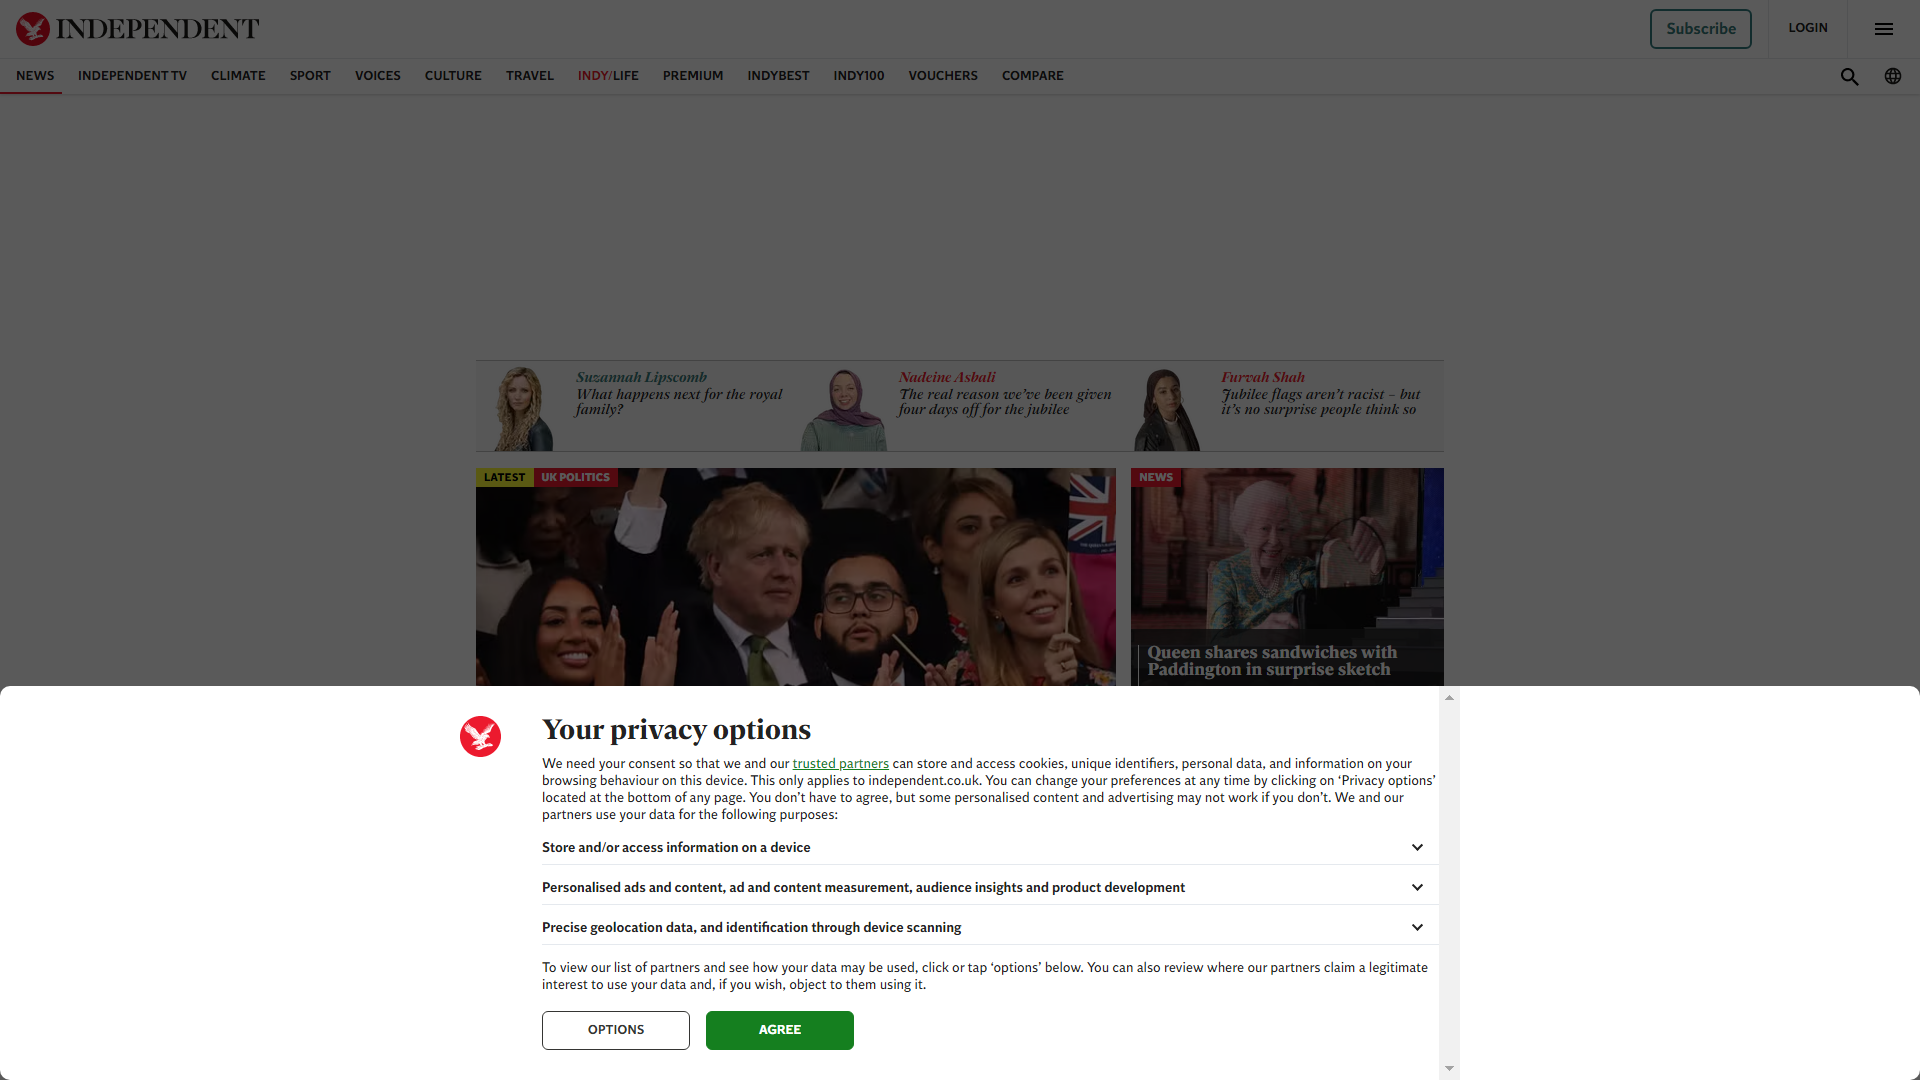 INDEPENDENT
Subscribe
LOGIN
NEWS INDEPENDENT TV CLIMATE SPORT VOICES CULTURE TRAVEL INDY/LIFE PREMIUM INDYBEST INDY100 VOUCHERS COMPARE
Suzannah Lipscomb
What happens next for the royal
family?
Nadeine Asbali
The real reason we've been given
four days off for the jubilee
Furvah Shah
Jubilee flags aren't racist – but
it's no surprise people think so
LATEST UK POLITICS
NEWS
Queen shares sandwiches with
Paddington in surprise sketch
Your privacy options
We need your consent so that we and our trusted partners can store and access cookies, unique identifiers, personal data, and information on your
browsing behaviour on this device. This only applies to independent.co.uk. You can change your preferences at any time by clicking on ‘Privacy options’
located at the bottom of any page. You don’t have to agree, but some personalised content and advertising may not work if you don’t. We and our
partners use your data for the following purposes:
Store and/or access information on a device
Personalised ads and content, ad and content measurement, audience insights and product development
Precise geolocation data, and identification through device scanning
To view our list of partners and see how your data may be used, click or tap ‘options’ below. You can also review where our partners claim a legitimate
interest to use your data and, if you wish, object to them using it.
OPTIONS
AGREE